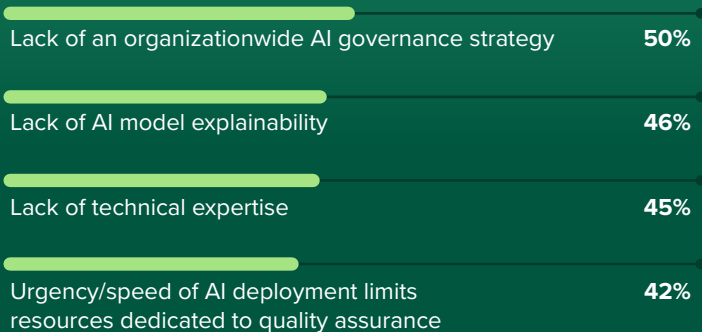 Lack of an organizationwide AI governance strategy 50%
Lack of AI model explainability 46%
Lack of technical expertise 45%
Urgency/speed of AI deployment limits 42%
resources dedicated to quality assurance